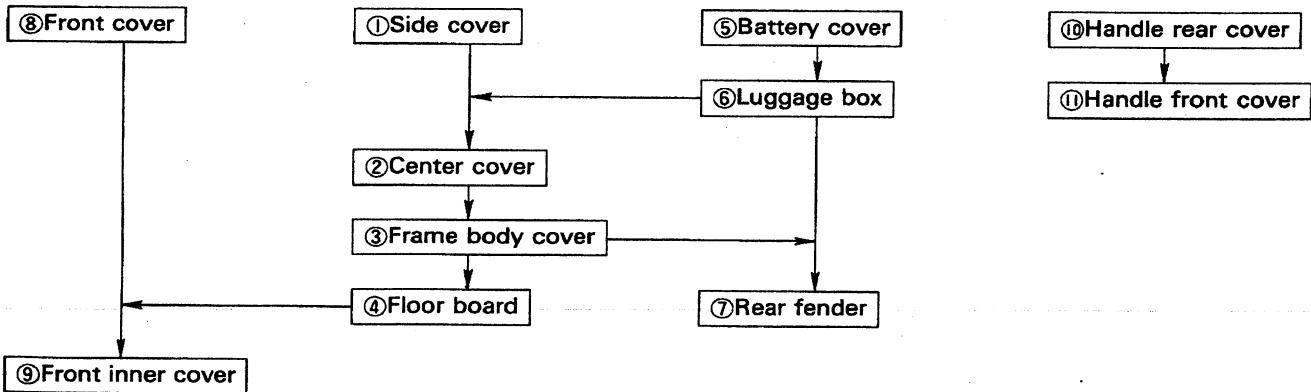 ⑧Front cover
①Side cover
⑤Battery cover
⑩Handle rear cover
⑥Luggage box
⑪Handle front cover
②Center cover
③Frame body cover
④Floor board
⑦Rear fender
⑨Front inner cover